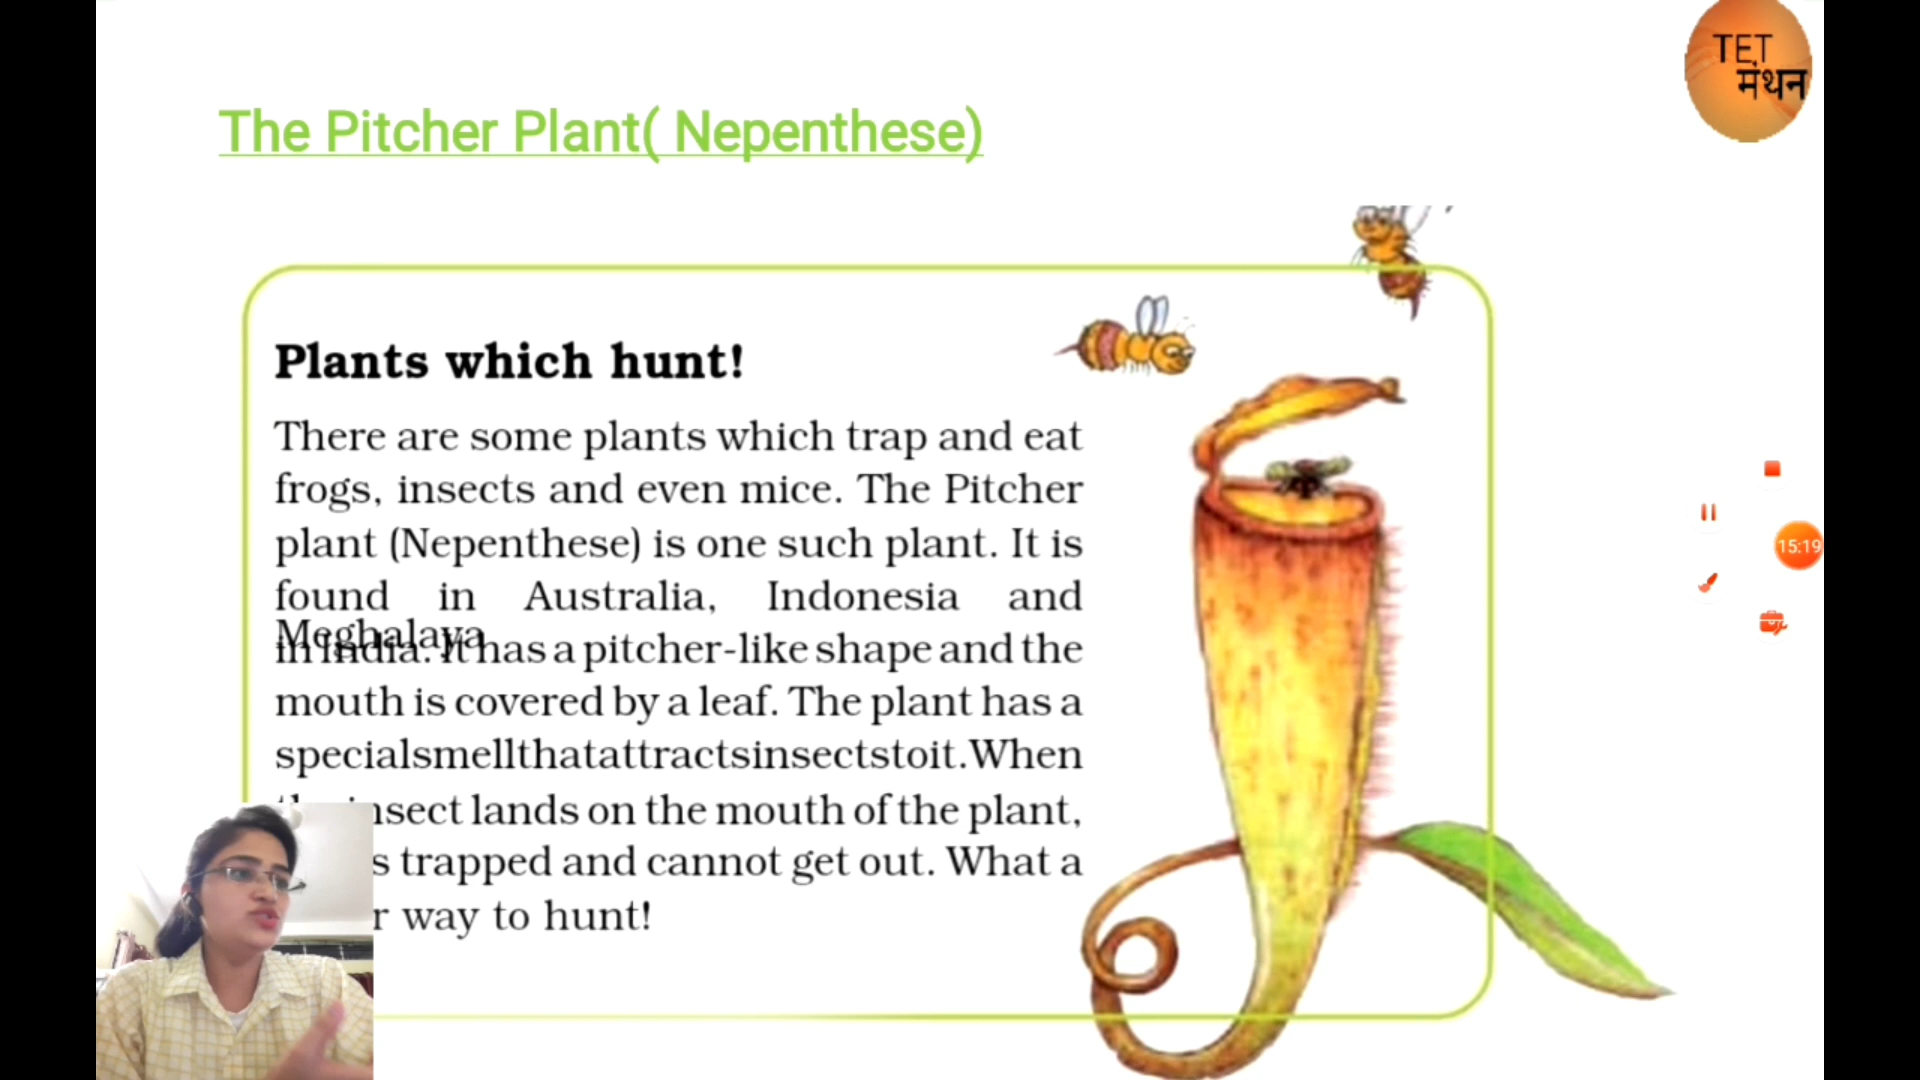 TET
मंथन
The Pitcher Plant( Nepenthese)
Plants which hunt!
There are some plants which trap and eat
frogs, insects and even mice. The Pitcher
plant (Nepenthese) is one such plant. It is
found in Australia, Indonesia and
Meghalaya
in India. It has a pitcher-like shape and the
mouth is covered by a leaf. The plant has a
specialsmellthatattractsinsectstoit.When
lands on the mouth of the plant,
trapped and cannot get out. What a
way to hunt!
15:19